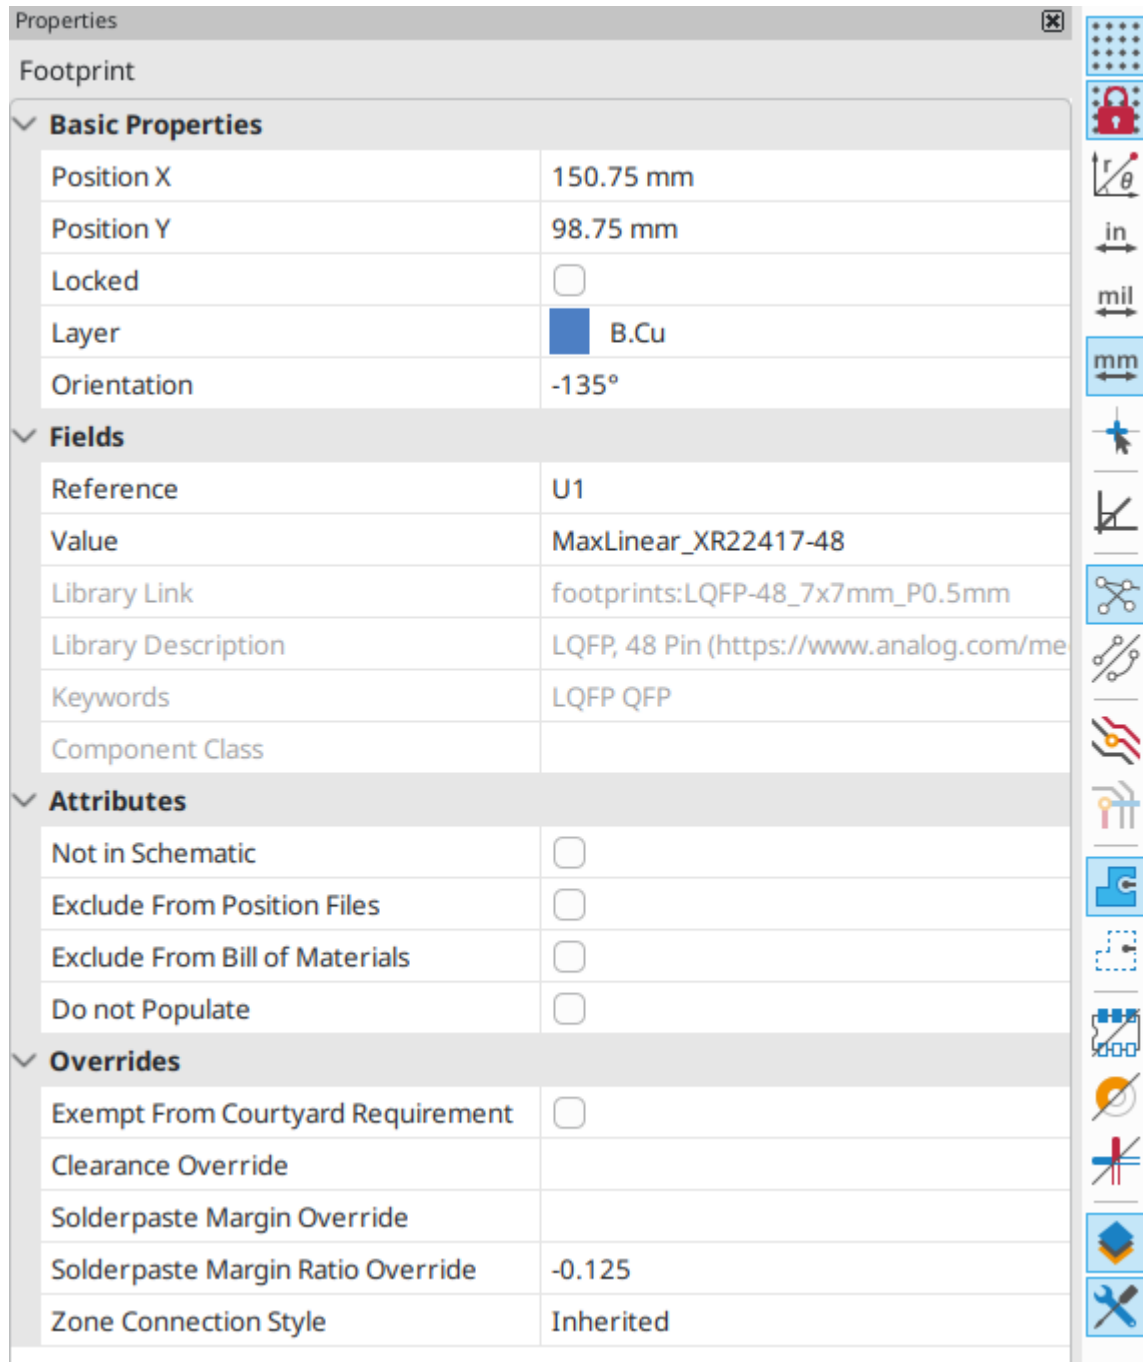 Properties
Footprint
Basic Properties
Position X 150.75 mm
Position Y 98.75 mm
Locked
Layer B.Cu
Orientation -135°
Fields
Reference U1
Value MaxLinear_XR22417-48
Library Link footprints:LQFP-48_7x7mm_P0.5mm
Library Description LQFP, 48 Pin (https://www.analog.com/me
Keywords LQFP QFP
Component Class
Attributes
Not in Schematic
Exclude From Position Files
Exclude From Bill of Materials
Do not Populate
Overrides
Exempt From Courtyard Requirement
Clearance Override
Solderpaste Margin Override
Solderpaste Margin Ratio Override -0.125
Zone Connection Style Inherited
r
θ
in
mil
mm